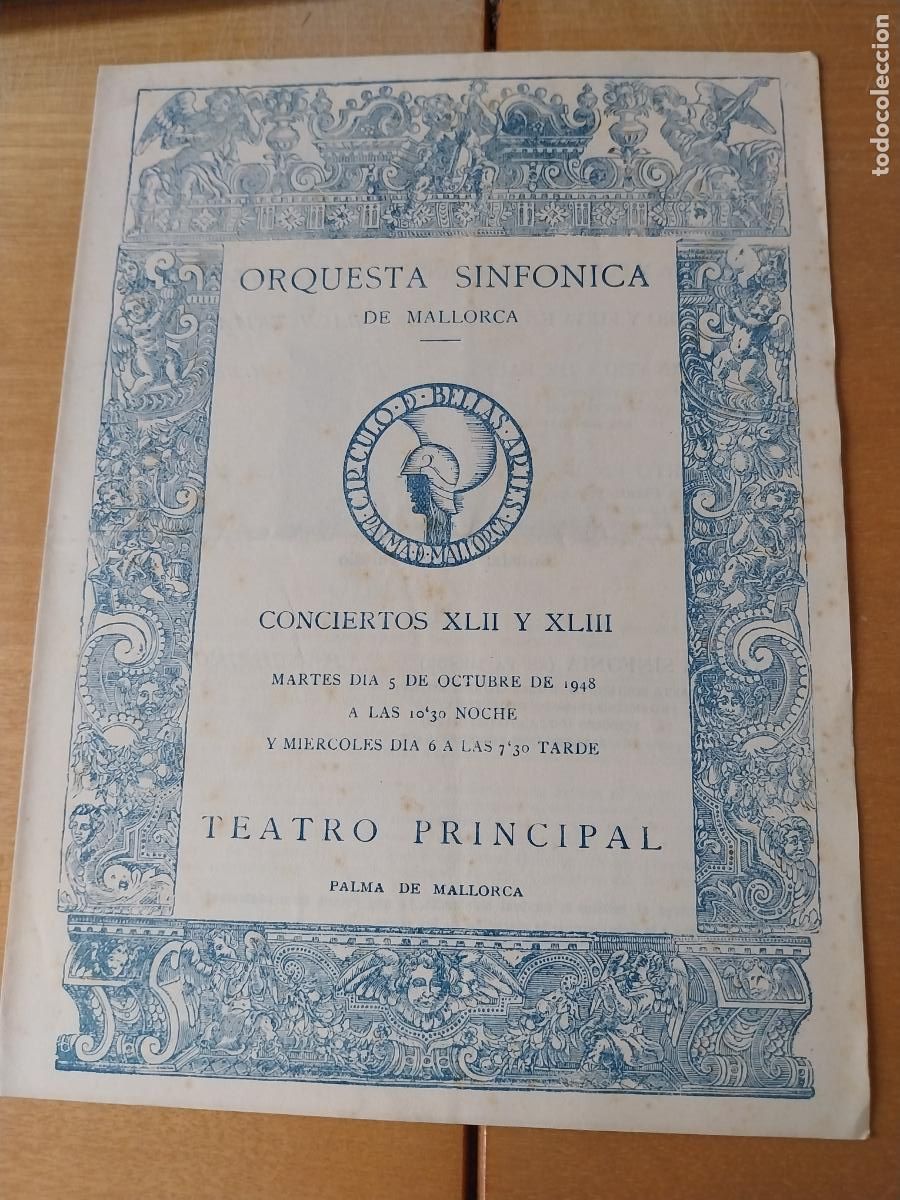 ORQUESTA SINFONICA
DE MALLORCA
CIRCULO·D·BELLAS·ARTES·
PALMA·D·MALLORCA
CONCIERTOS XLII Y XLIII
MARTES DIA 5 DE OCTUBRE DE 1948
A LAS 10'30 NOCHE
Y MIERCOLES DIA 6 A LAS 7'30 TARDE
TEATRO PRINCIPAL
PALMA DE MALLORCA
todocoleccion